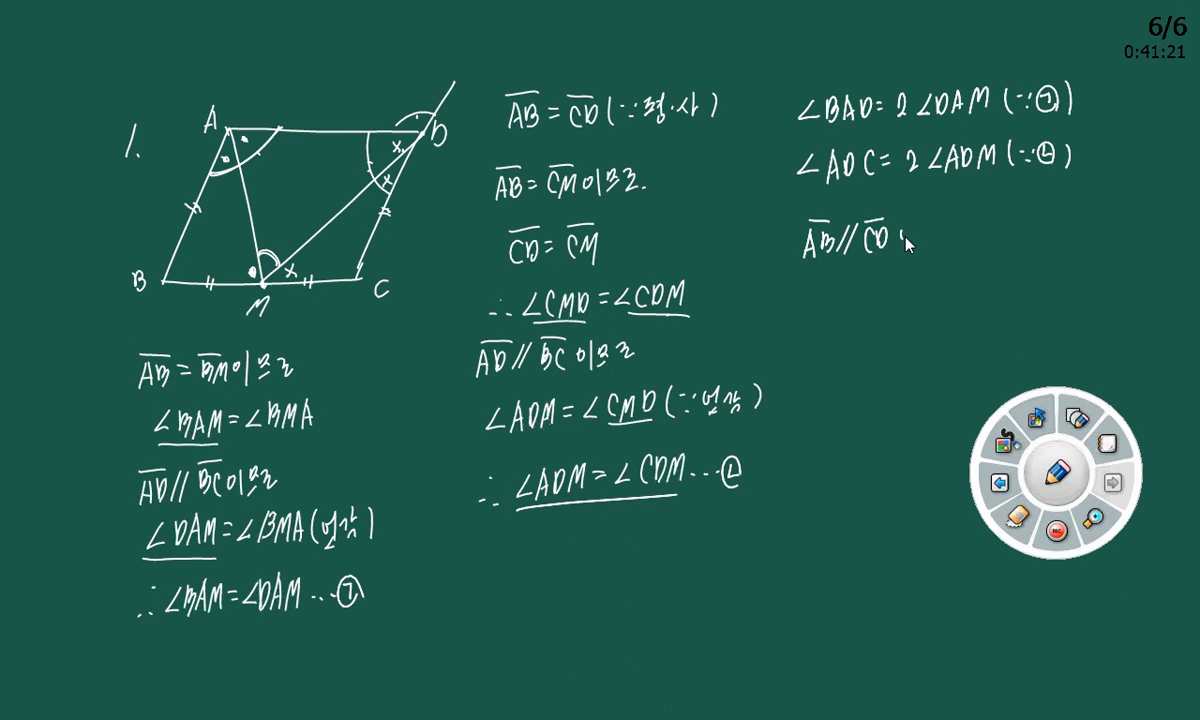 6/6
0:41:21
1.
A
D
B
M
C
AB = BM이므로
∠BAM = ∠BMA
AD // BC이므로
∠DAM = ∠BMA (엇각)
∴ ∠BAM = ∠DAM ... ㉠
AB = CD (∵ 평·사)
AB = CM이므로.
CD = CM
∴ ∠CMD = ∠CDM
AD // BC 이므로
∠ADM = ∠CMD (∵ 엇각)
∴ ∠ADM = ∠CDM ... ㉡
∠BAD = 2 ∠DAM (∵ ㉠)
∠ADC = 2 ∠ADM (∵ ㉡)
AB // CD